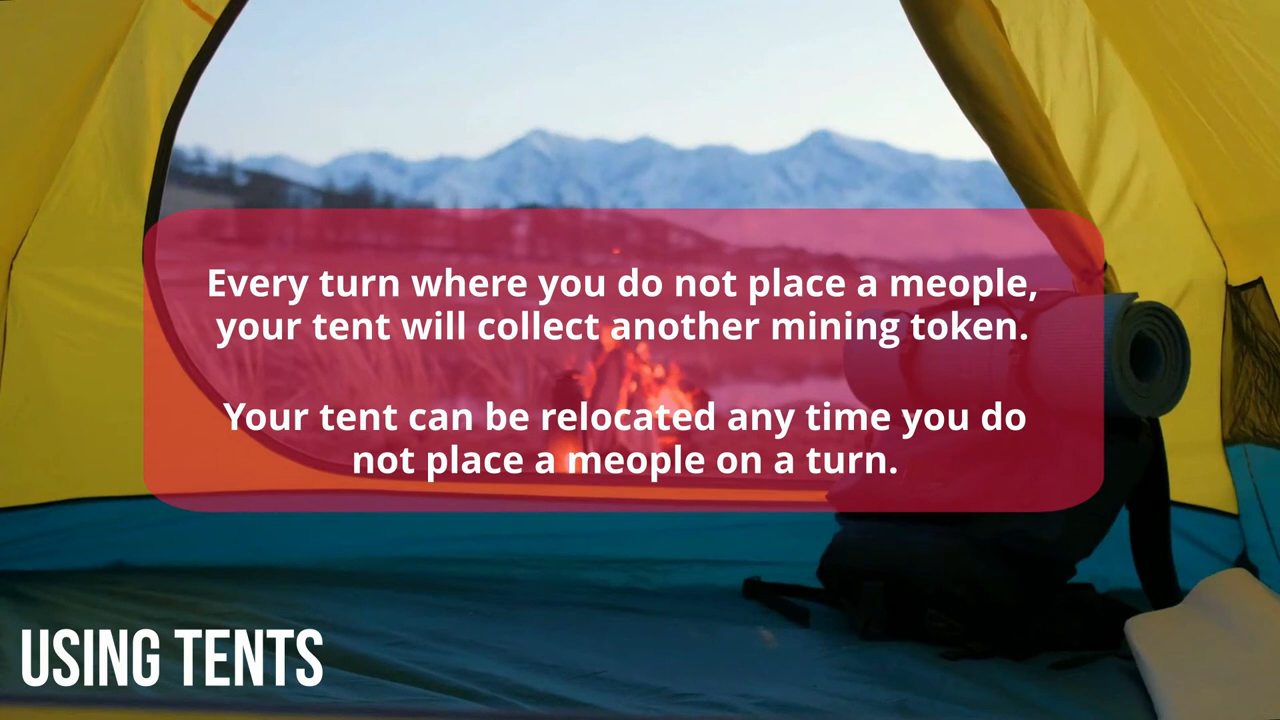 Every turn where you do not place a meople,
your tent will collect another mining token.
Your tent can be relocated any time you do
not place a meople on a turn.
USING TENTS